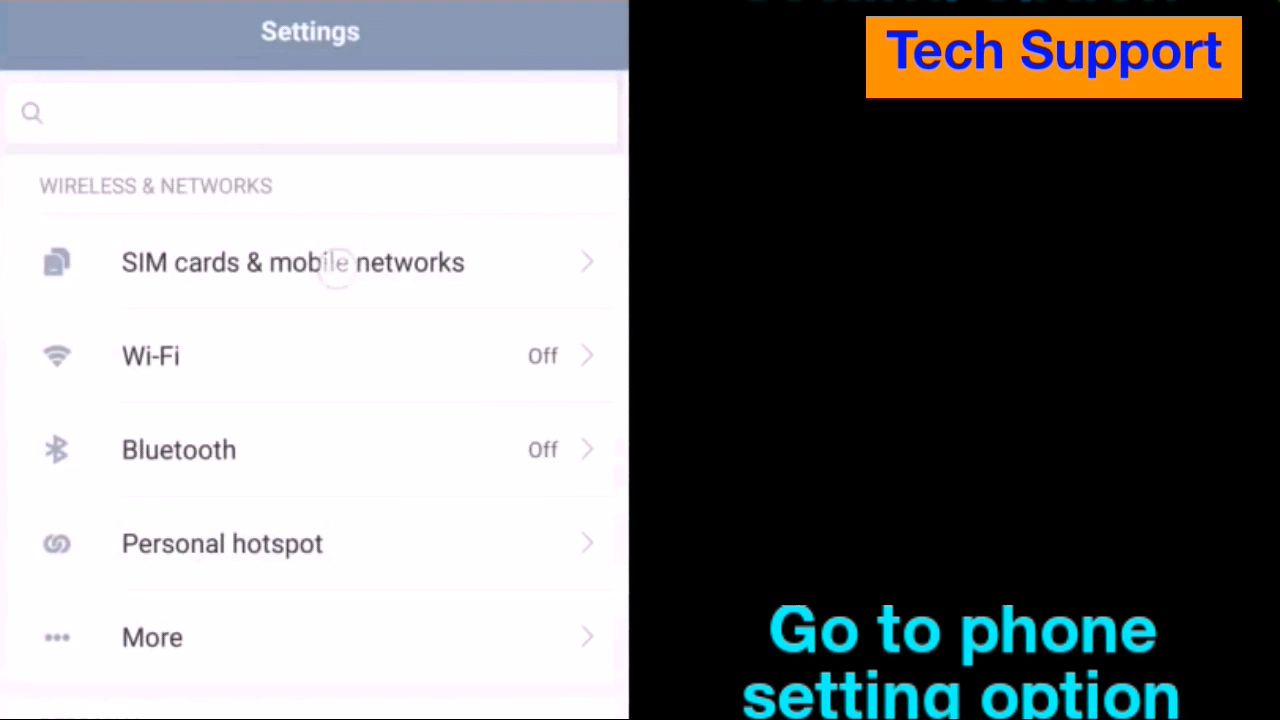 Settings
Tech Support
WIRELESS & NETWORKS
SIM cards & mobile networks
Wi-Fi Off
Bluetooth Off
Personal hotspot
More
Go to phone
setting option